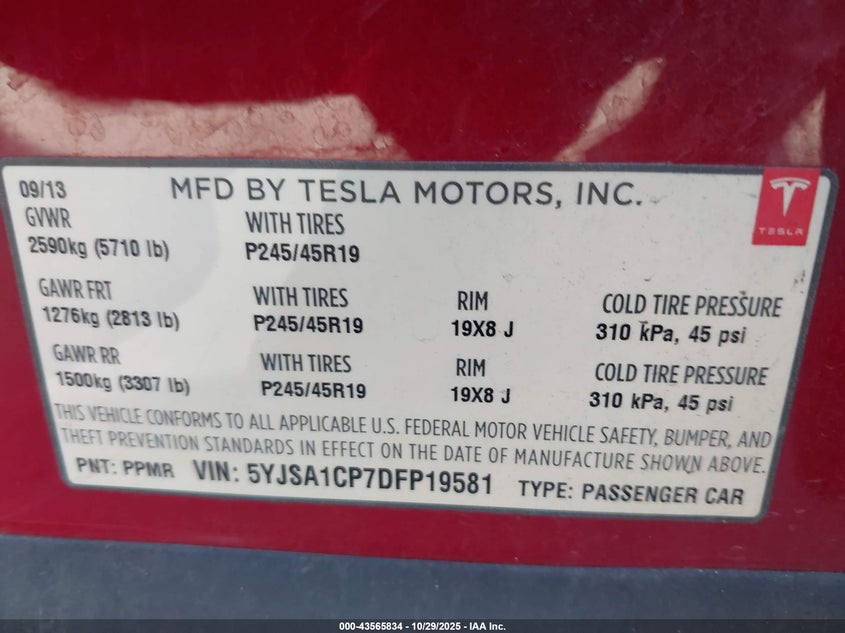 09/13 MFD BY TESLA MOTORS, INC.
TESLA
GVWR WITH TIRES
2590kg (5710 lb) P245/45R19
GAWR FRT WITH TIRES RIM COLD TIRE PRESSURE
1276kg (2813 lb) P245/45R19 19X8 J 310 kPa, 45 psi
GAWR RR WITH TIRES RIM COLD TIRE PRESSURE
1500kg (3307 lb) P245/45R19 19X8 J 310 kPa, 45 psi
THIS VEHICLE CONFORMS TO ALL APPLICABLE U.S. FEDERAL MOTOR VEHICLE SAFETY, BUMPER, AND
THEFT PREVENTION STANDARDS IN EFFECT ON THE DATE OF MANUFACTURE SHOWN ABOVE.
PNT: PPMR VIN: 5YJSA1CP7DFP19581 TYPE: PASSENGER CAR
000-43565834 - 10/29/2025 - IAA Inc.